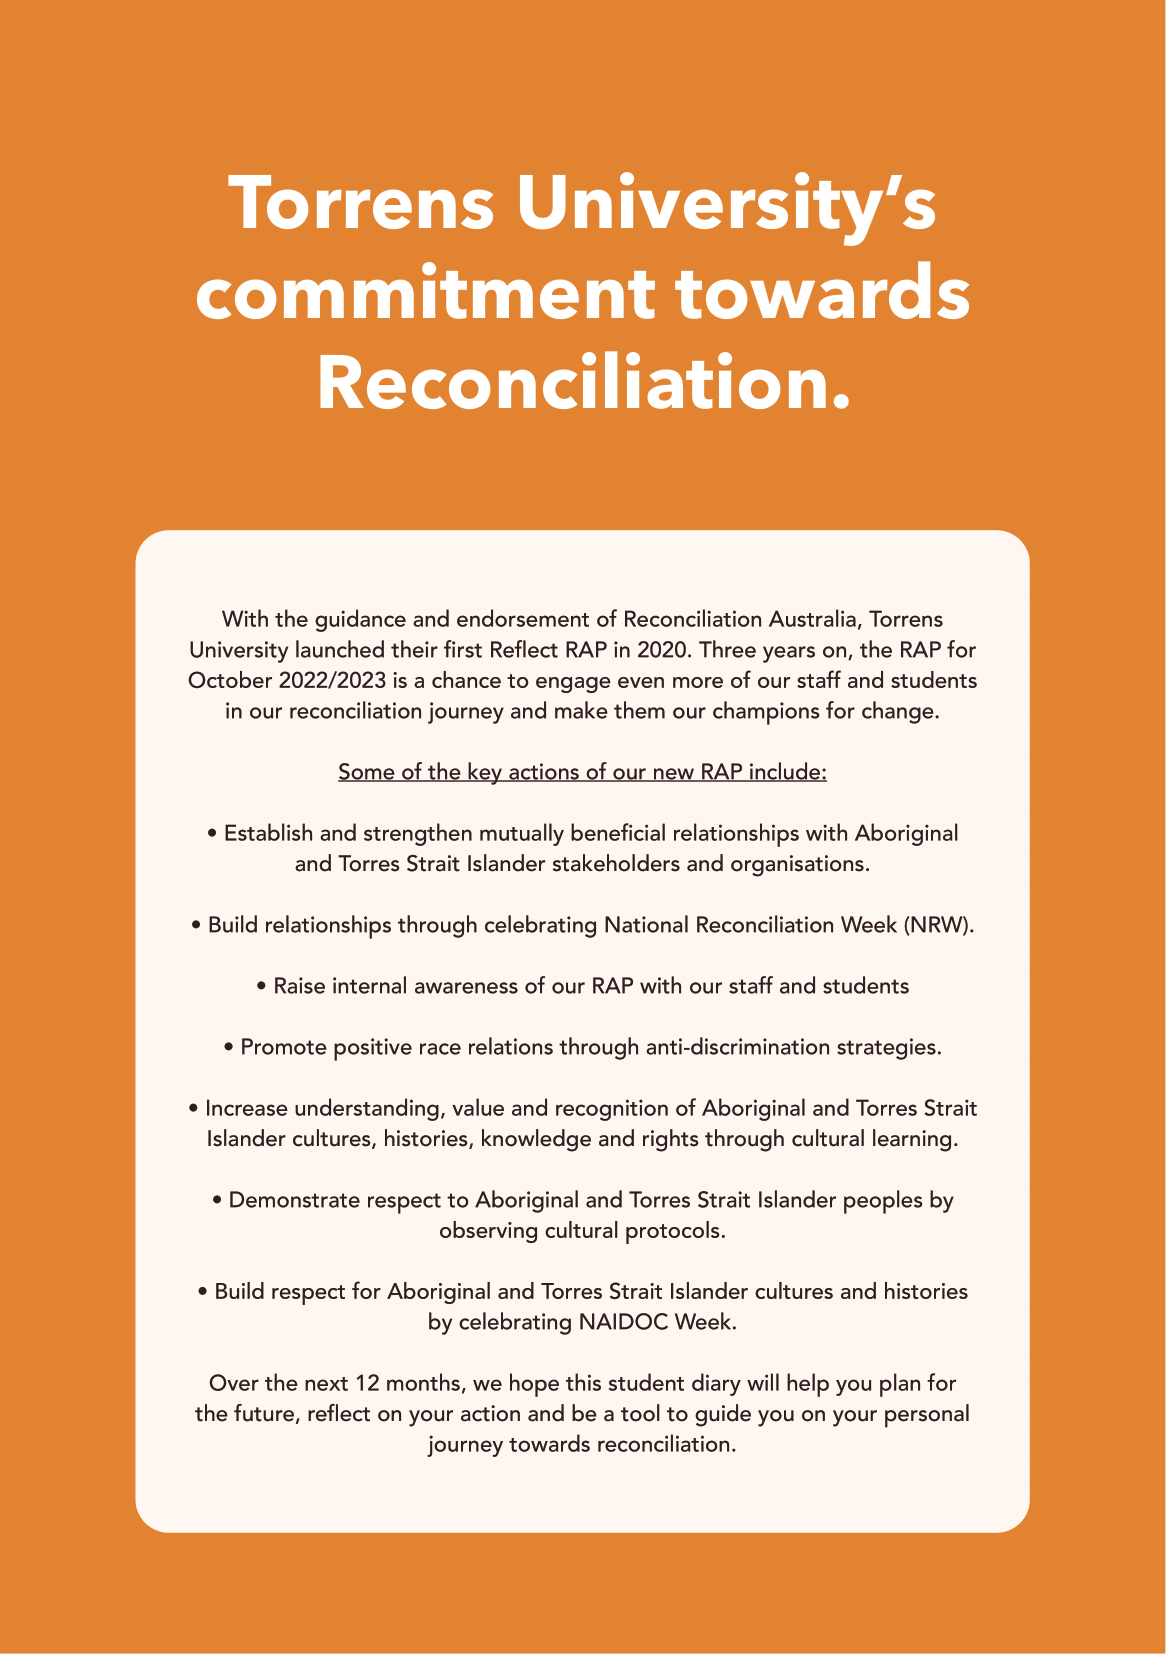 Torrens University’s
commitment towards
Reconciliation.
With the guidance and endorsement of Reconciliation Australia, Torrens
University launched their first Reflect RAP in 2020. Three years on, the RAP for
October 2022/2023 is a chance to engage even more of our staff and students
in our reconciliation journey and make them our champions for change.
Some of the key actions of our new RAP include:
• Establish and strengthen mutually beneficial relationships with Aboriginal
and Torres Strait Islander stakeholders and organisations.
• Build relationships through celebrating National Reconciliation Week (NRW).
• Raise internal awareness of our RAP with our staff and students
• Promote positive race relations through anti-discrimination strategies.
• Increase understanding, value and recognition of Aboriginal and Torres Strait
Islander cultures, histories, knowledge and rights through cultural learning.
• Demonstrate respect to Aboriginal and Torres Strait Islander peoples by
observing cultural protocols.
• Build respect for Aboriginal and Torres Strait Islander cultures and histories
by celebrating NAIDOC Week.
Over the next 12 months, we hope this student diary will help you plan for
the future, reflect on your action and be a tool to guide you on your personal
journey towards reconciliation.